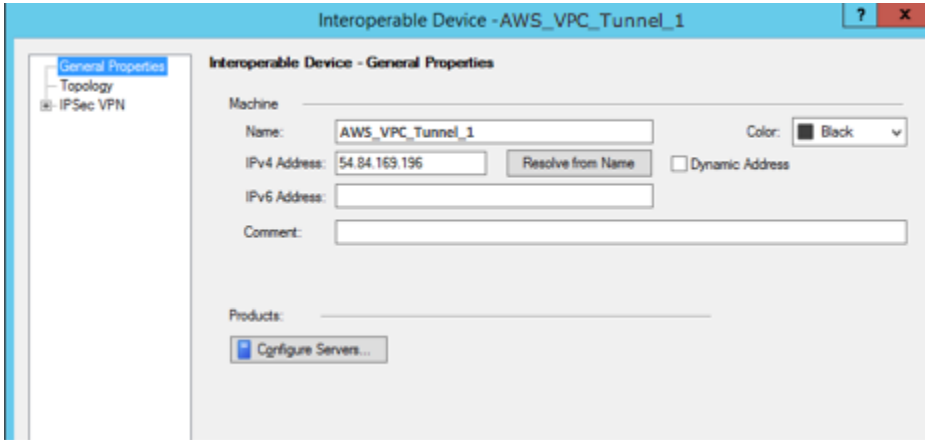 Interoperable Device -AWS_VPC_Tunnel_1
? x
General Properties
Topology
IPSec VPN
Interoperable Device - General Properties
Machine
Name: AWS_VPC_Tunnel_1 Color: Black
IPv4 Address: 54.84.169.196 Resolve from Name Dynamic Address
IPv6 Address:
Comment:
Products:
Configure Servers...